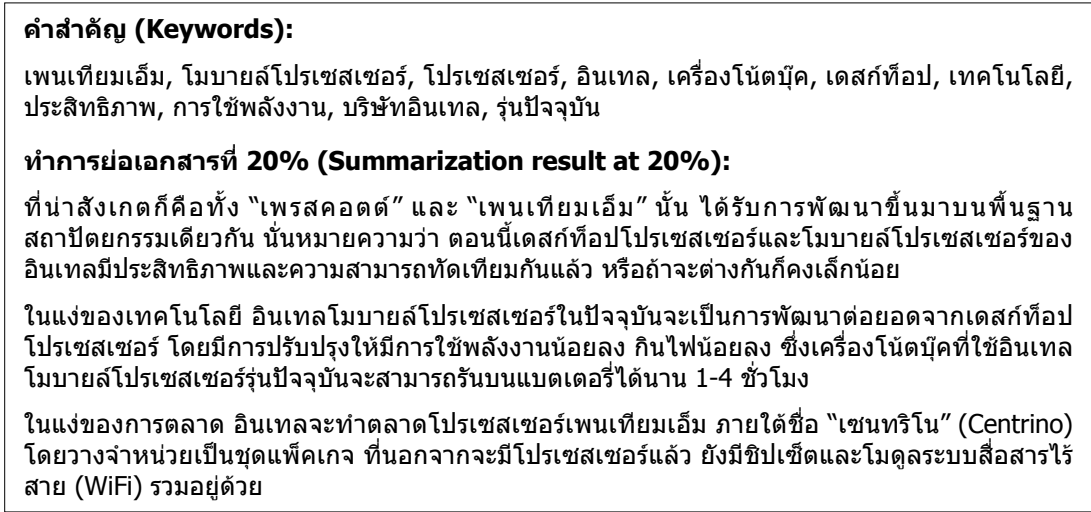 คำสำคัญ (Keywords):
เพนเทียมเอ็ม, โมบายล์โปรเซสเซอร์, โปรเซสเซอร์, อินเทล, เครื่องโน้ตบุ๊ค, เดสก์ท็อป, เทคโนโลยี,
ประสิทธิภาพ, การใช้พลังงาน, บริษัทอินเทล, รุ่นปัจจุบัน
ทำการย่อเอกสารที่ 20% (Summarization result at 20%):
ที่น่าสังเกตก็คือทั้ง “เพรสคอตต์” และ “เพนเทียมเอ็ม” นั้น ได้รับการพัฒนาขึ้นมาบนพื้นฐาน
สถาปัตยกรรมเดียวกัน นั่นหมายความว่า ตอนนี้เดสก์ท็อปโปรเซสเซอร์และโมบายล์โปรเซสเซอร์ของ
อินเทลมีประสิทธิภาพและความสามารถทัดเทียมกันแล้ว หรือถ้าจะต่างกันก็คงเล็กน้อย
ในแง่ของเทคโนโลยี อินเทลโมบายล์โปรเซสเซอร์ในปัจจุบันจะเป็นการพัฒนาต่อยอดจากเดสก์ท็อป
โปรเซสเซอร์ โดยมีการปรับปรุงให้มีการใช้พลังงานน้อยลง กินไฟน้อยลง ซึ่งเครื่องโน้ตบุ๊คที่ใช้อินเทล
โมบายล์โปรเซสเซอร์รุ่นปัจจุบันจะสามารถรันบนแบตเตอรี่ได้นาน 1-4 ชั่วโมง
ในแง่ของการตลาด อินเทลจะทำตลาดโปรเซสเซอร์เพนเทียมเอ็ม ภายใต้ชื่อ “เซนทริโน” (Centrino)
โดยวางจำหน่วยเป็นชุดแพ็คเกจ ที่นอกจากจะมีโปรเซสเซอร์แล้ว ยังมีชิปเซ็ตและโมดูลระบบสื่อสารไร้
สาย (WiFi) รวมอยู่ด้วย